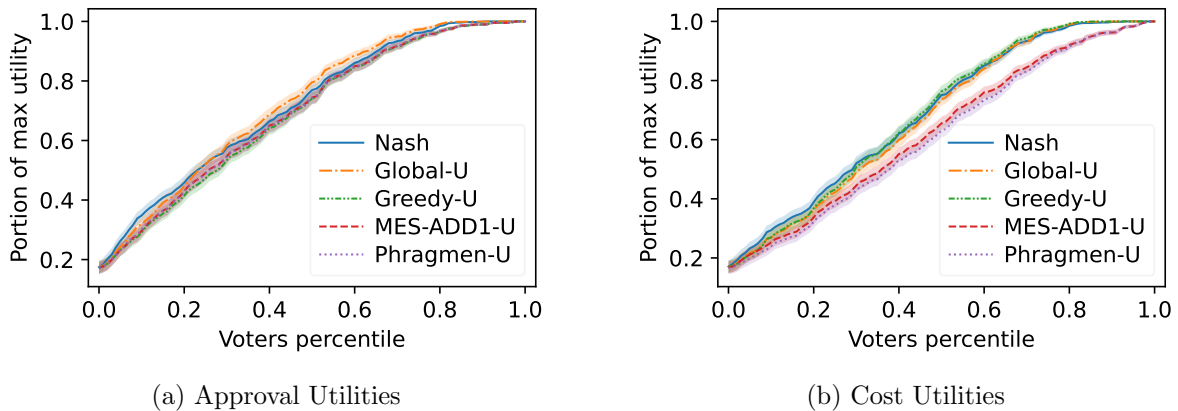 1.0
0.8
0.6
0.4
0.2
Portion of max utility
Nash
Global-U
Greedy-U
MES-ADD1-U
Phragmen-U
0.0 0.2 0.4 0.6 0.8 1.0
Voters percentile
(a) Approval Utilities
1.0
0.8
0.6
0.4
0.2
Portion of max utility
Nash
Global-U
Greedy-U
MES-ADD1-U
Phragmen-U
0.0 0.2 0.4 0.6 0.8 1.0
Voters percentile
(b) Cost Utilities